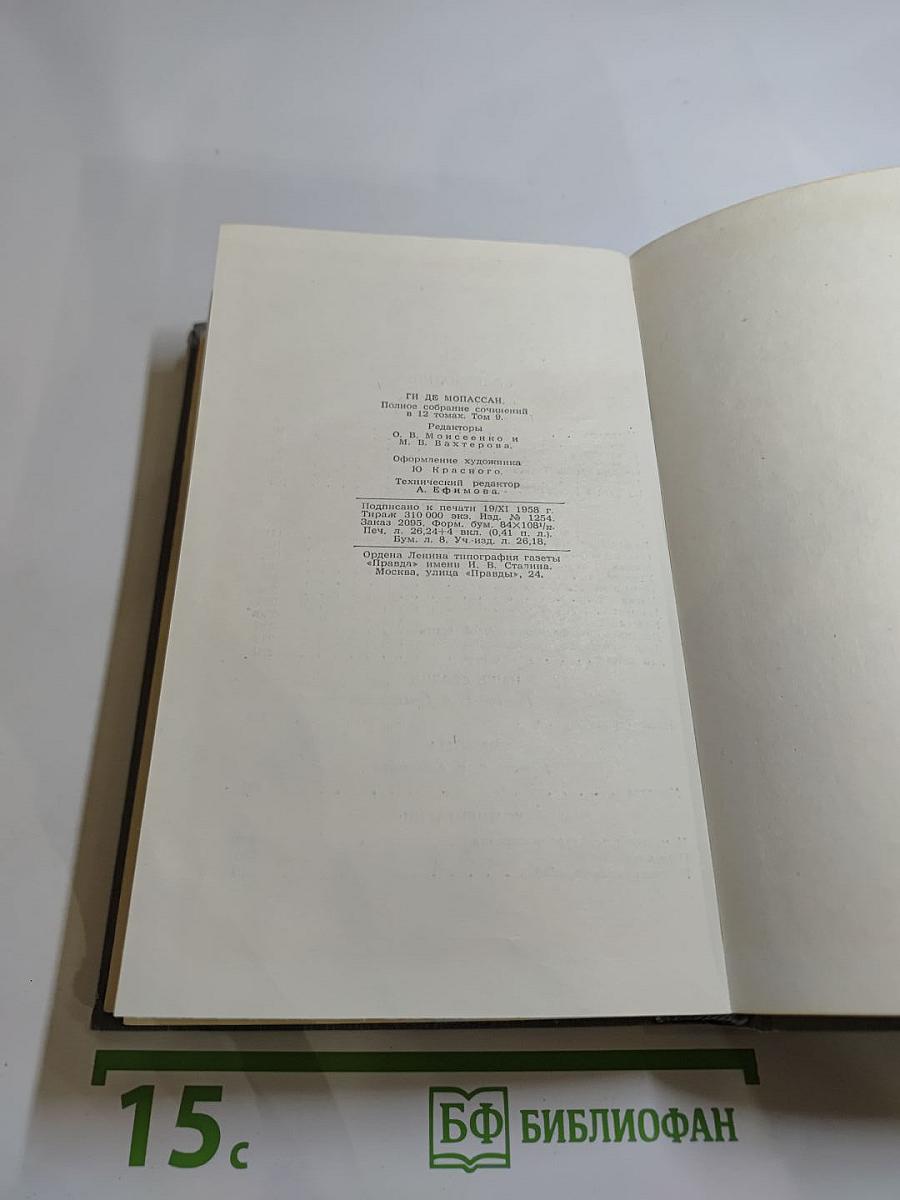 ГИ ДЕ МОПАССАН.
Полное собрание сочинений
в 12 томах. Том 9.
Редакторы
О. В. Моисеенко и
М. В. Вахтерова.
Оформление художника
Ю Красного.
Технический редактор
А. Ефимова.
Подписано к печати 19/XI 1958 г.
Тираж 310 000 экз. Изд. № 1254.
Заказ 2095. Форм. бум. 84×108¹/₃₂.
Печ. л. 26,24+4 вкл. (0,41 п. л.).
Бум. л. 8. Уч.-изд. л. 26,18.
Ордена Ленина типография газеты
«Правда» имени И. В. Сталина.
Москва, улица «Правды», 24.
15 с
БФ БИБЛИОФАН